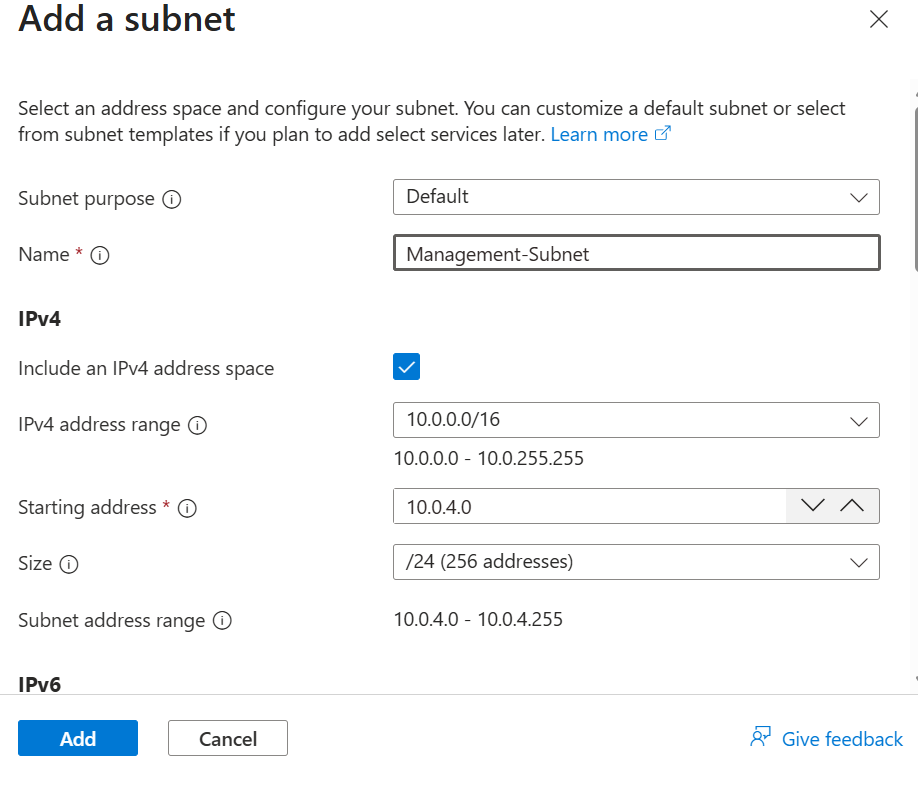 Add a subnet
Select an address space and configure your subnet. You can customize a default subnet or select
from subnet templates if you plan to add select services later. Learn more
Subnet purpose
Default
Name *
Management-Subnet
IPv4
Include an IPv4 address space
IPv4 address range
10.0.0.0/16
10.0.0.0 - 10.0.255.255
Starting address *
10.0.4.0
Size
/24 (256 addresses)
Subnet address range
10.0.4.0 - 10.0.4.255
IPv6
Add
Cancel
Give feedback